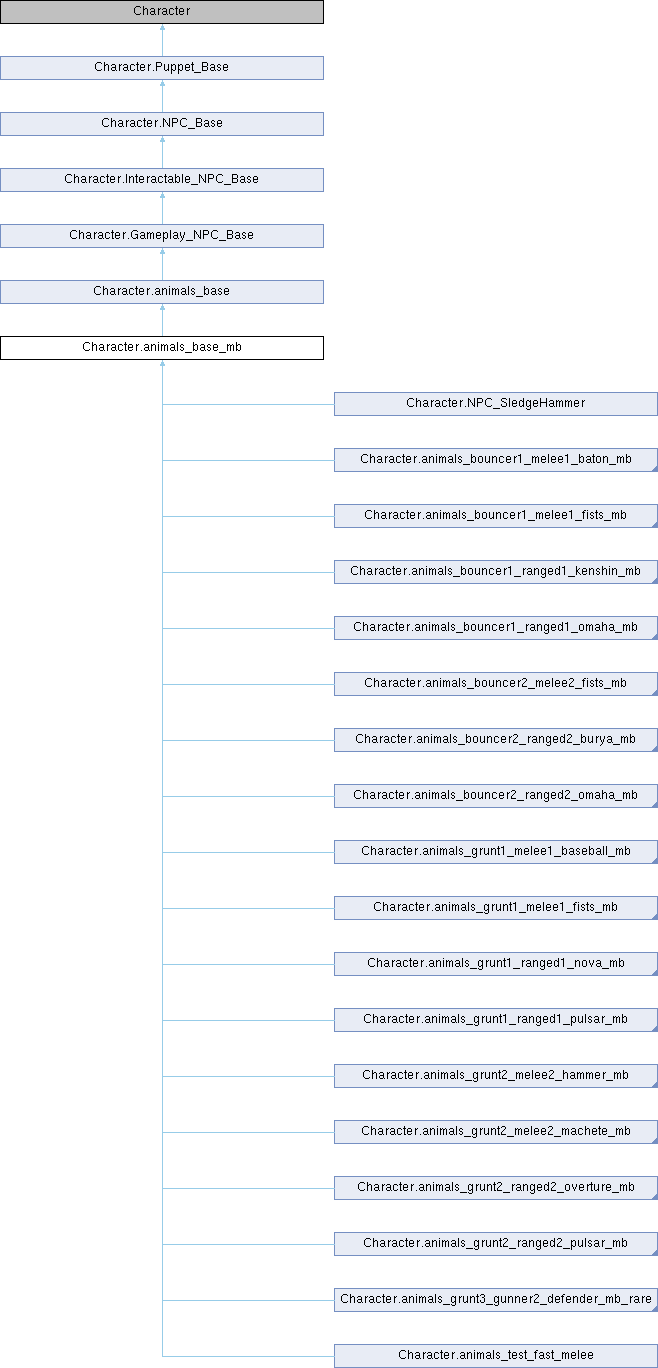 Character
Character.Puppet_Base
Character.NPC_Base
Character.Interactable_NPC_Base
Character.Gameplay_NPC_Base
Character.animals_base
Character.animals_base_mb
Character.NPC_SledgeHammer
Character.animals_bouncer1_melee1_baton_mb
Character.animals_bouncer1_melee1_fists_mb
Character.animals_bouncer1_ranged1_kenshin_mb
Character.animals_bouncer1_ranged1_omaha_mb
Character.animals_bouncer2_melee2_fists_mb
Character.animals_bouncer2_ranged2_burya_mb
Character.animals_bouncer2_ranged2_omaha_mb
Character.animals_grunt1_melee1_baseball_mb
Character.animals_grunt1_melee1_fists_mb
Character.animals_grunt1_ranged1_nova_mb
Character.animals_grunt1_ranged1_pulsar_mb
Character.animals_grunt2_melee2_hammer_mb
Character.animals_grunt2_melee2_machete_mb
Character.animals_grunt2_ranged2_overture_mb
Character.animals_grunt2_ranged2_pulsar_mb
Character.animals_grunt3_gunner2_defender_mb_rare
Character.animals_test_fast_melee